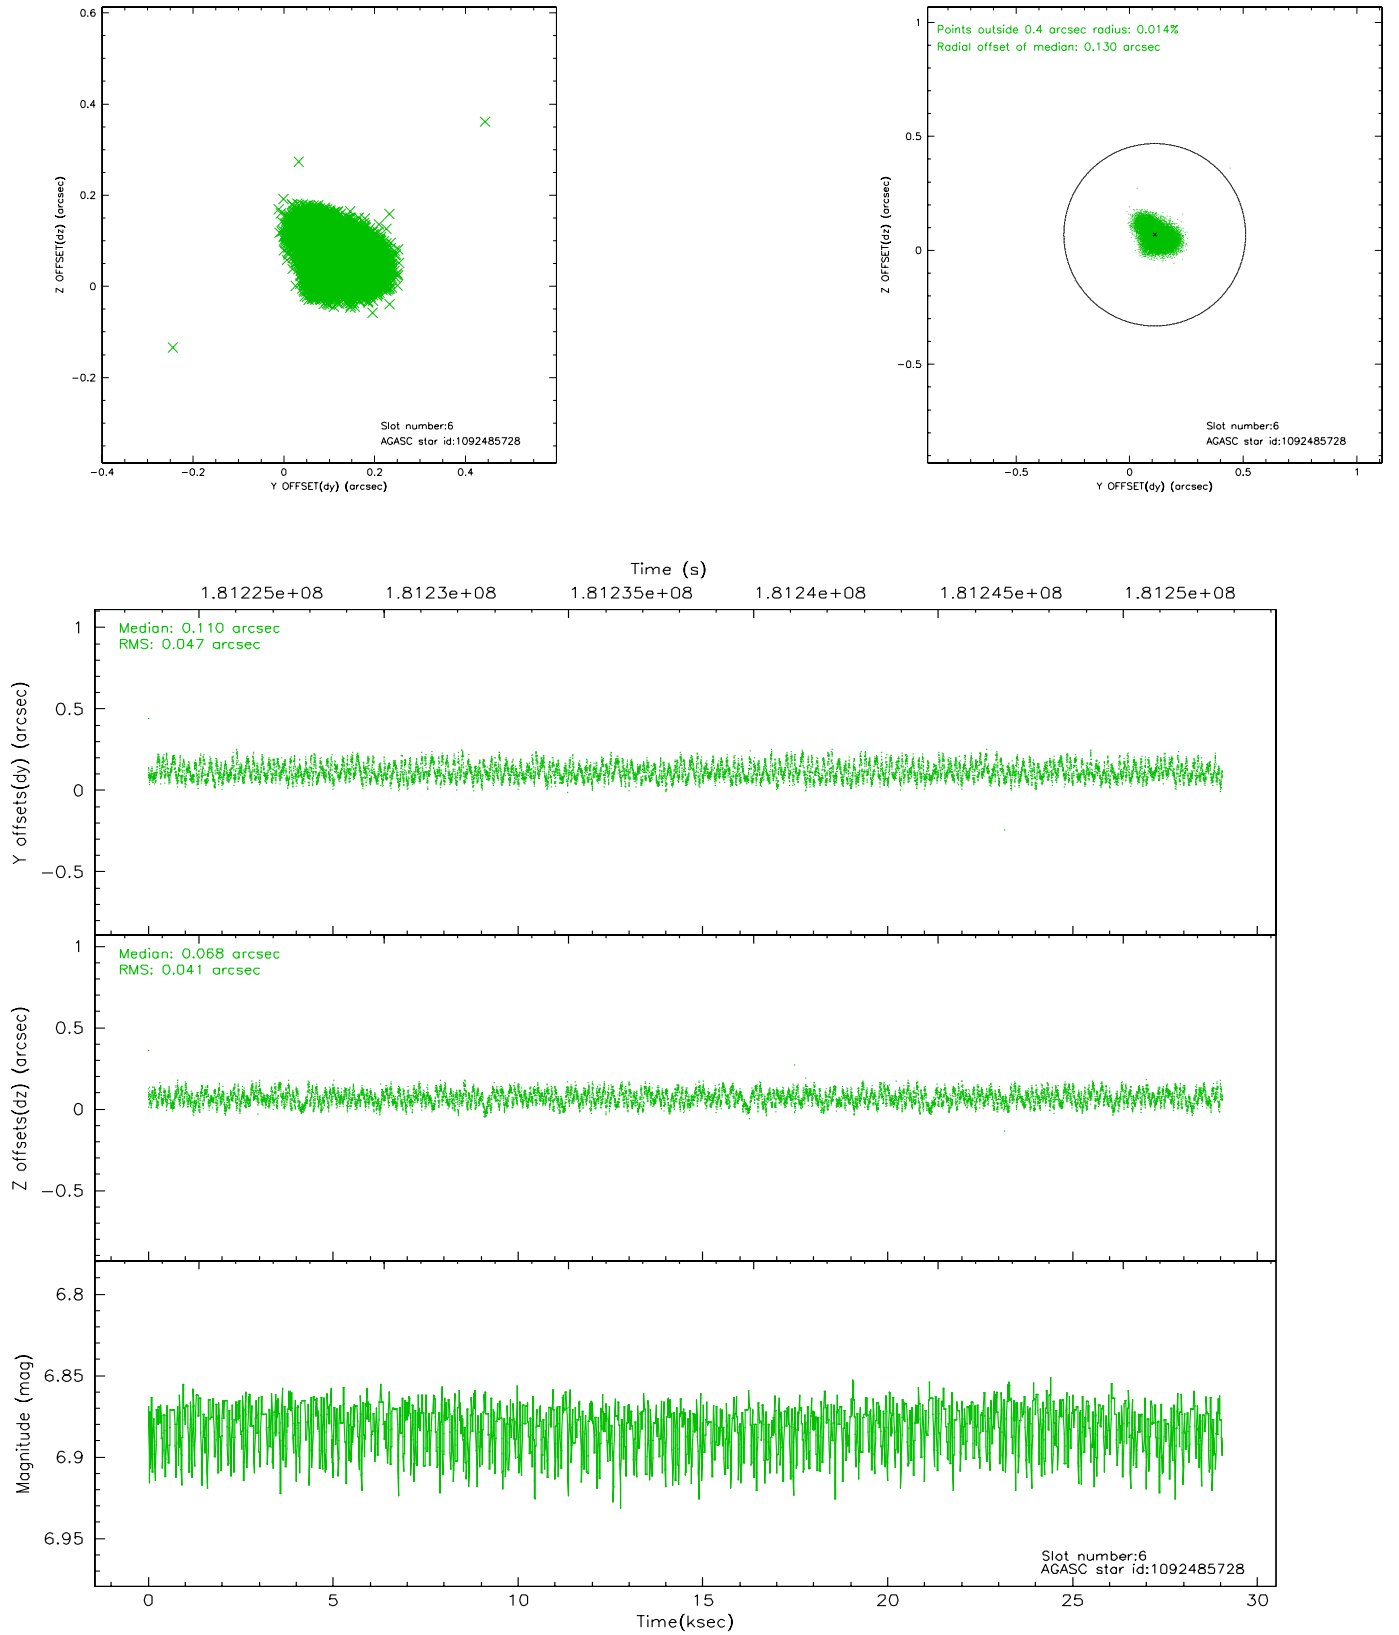 0.6
0.4
0.2
0
−0.2
Z OFFSET(dz) (arcsec)
Slot number:6
AGASC star id:1092485728
−0.4
−0.2
0
0.2
0.4
Y OFFSET(dy) (arcsec)
Points outside 0.4 arcsec radius: 0.014%
Radial offset of median: 0.130 arcsec
1
0.5
0
−0.5
Z OFFSET(dz) (arcsec)
Slot number:6
AGASC star id:1092485728
−0.5
0
0.5
1
Y OFFSET(dy) (arcsec)
Time (s)
1.81225e+08
1.8123e+08
1.81235e+08
1.8124e+08
1.81245e+08
1.8125e+08
Median: 0.110 arcsec
RMS: 0.047 arcsec
1
0.5
0
−0.5
Y offsets(dy) (arcsec)
Median: 0.068 arcsec
RMS: 0.041 arcsec
1
0.5
0
−0.5
Z offsets(dz) (arcsec)
6.8
6.85
6.9
6.95
Magnitude (mag)
Slot number:6
AGASC star id:1092485728
0
5
10
15
20
25
30
Time(ksec)